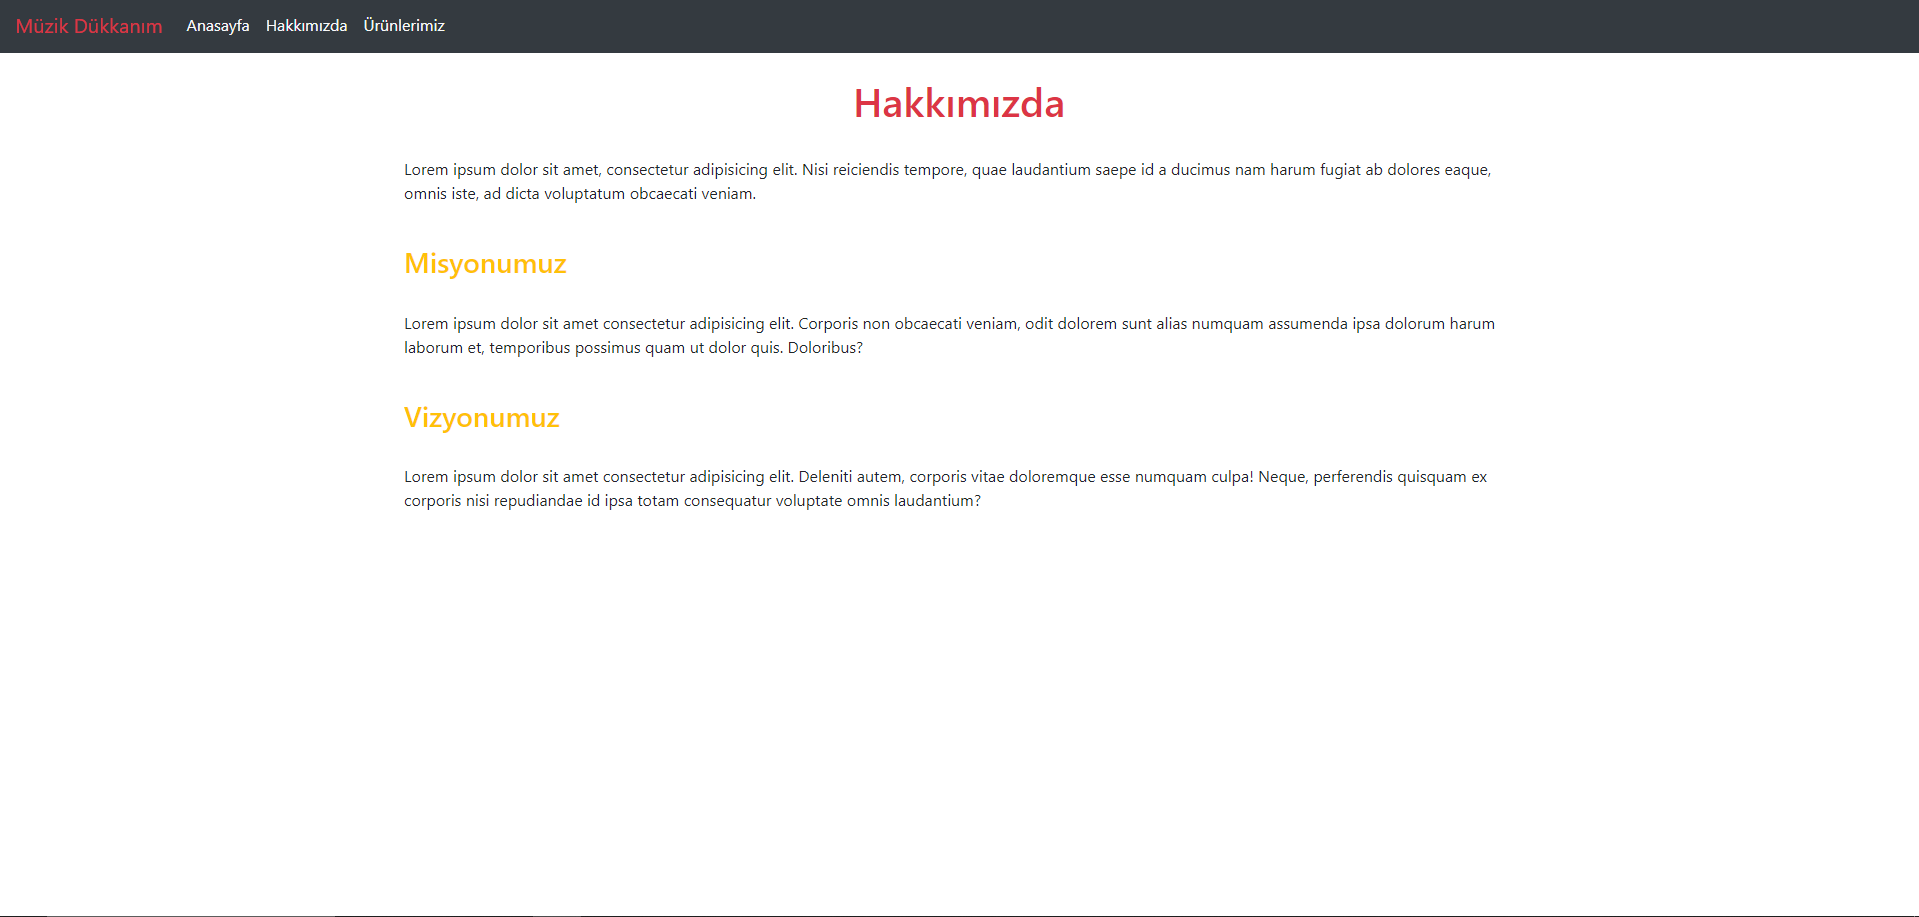 Müzik Dükkanım Anasayfa Hakkımızda Ürünlerimiz
Hakkımızda
Lorem ipsum dolor sit amet, consectetur adipisicing elit. Nisi reiciendis tempore, quae laudantium saepe id a ducimus nam harum fugiat ab dolores eaque,
omnis iste, ad dicta voluptatum obcaecati veniam.
Misyonumuz
Lorem ipsum dolor sit amet consectetur adipisicing elit. Corporis non obcaecati veniam, odit dolorem sunt alias numquam assumenda ipsa dolorum harum
laborum et, temporibus possimus quam ut dolor quis. Doloribus?
Vizyonumuz
Lorem ipsum dolor sit amet consectetur adipisicing elit. Deleniti autem, corporis vitae doloremque esse numquam culpa! Neque, perferendis quisquam ex
corporis nisi repudiandae id ipsa totam consequatur voluptate omnis laudantium?